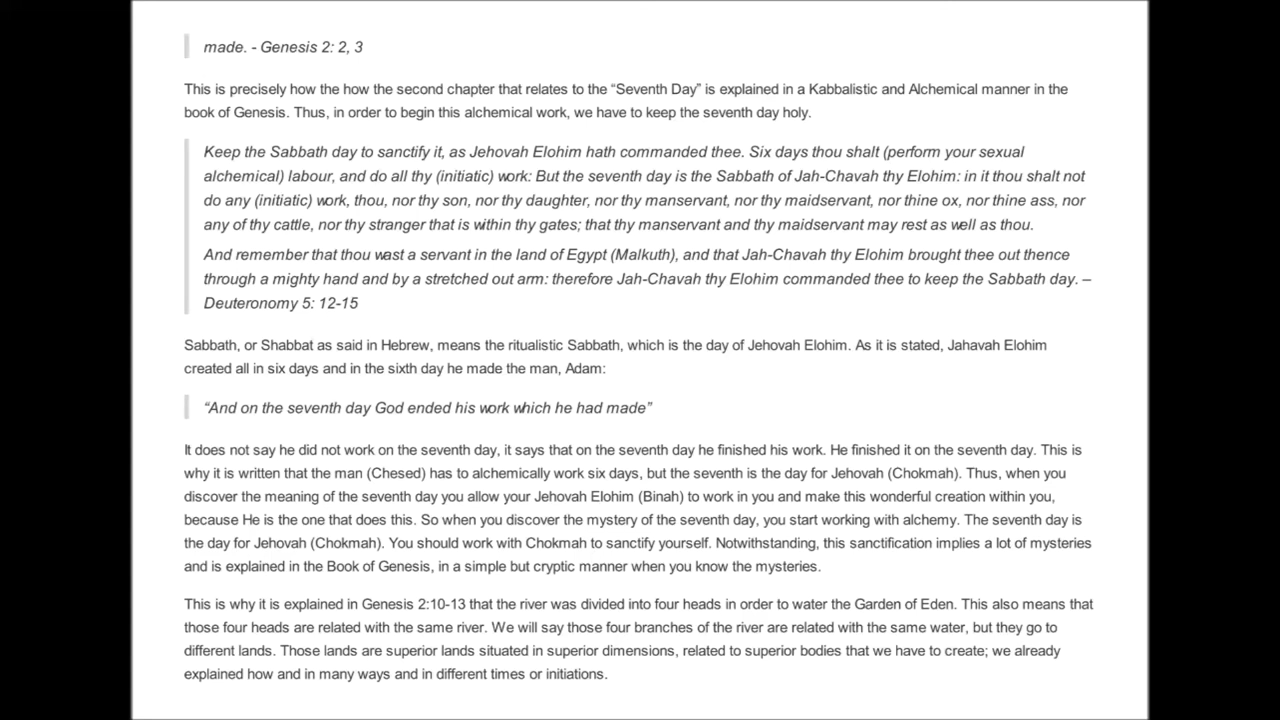 made. - Genesis 2: 2, 3
This is precisely how the how the second chapter that relates to the “Seventh Day” is explained in a Kabbalistic and Alchemical manner in the
book of Genesis. Thus, in order to begin this alchemical work, we have to keep the seventh day holy.
Keep the Sabbath day to sanctify it, as Jehovah Elohim hath commanded thee. Six days thou shalt (perform your sexual
alchemical) labour, and do all thy (initiatic) work: But the seventh day is the Sabbath of Jah-Chavah thy Elohim: in it thou shalt not
do any (initiatic) work, thou, nor thy son, nor thy daughter, nor thy manservant, nor thy maidservant, nor thine ox, nor thine ass, nor
any of thy cattle, nor thy stranger that is within thy gates; that thy manservant and thy maidservant may rest as well as thou.
And remember that thou wast a servant in the land of Egypt (Malkuth), and that Jah-Chavah thy Elohim brought thee out thence
through a mighty hand and by a stretched out arm: therefore Jah-Chavah thy Elohim commanded thee to keep the Sabbath day. –
Deuteronomy 5: 12-15
Sabbath, or Shabbat as said in Hebrew, means the ritualistic Sabbath, which is the day of Jehovah Elohim. As it is stated, Jahavah Elohim
created all in six days and in the sixth day he made the man, Adam:
“And on the seventh day God ended his work which he had made”
It does not say he did not work on the seventh day, it says that on the seventh day he finished his work. He finished it on the seventh day. This is
why it is written that the man (Chesed) has to alchemically work six days, but the seventh is the day for Jehovah (Chokmah). Thus, when you
discover the meaning of the seventh day you allow your Jehovah Elohim (Binah) to work in you and make this wonderful creation within you,
because He is the one that does this. So when you discover the mystery of the seventh day, you start working with alchemy. The seventh day is
the day for Jehovah (Chokmah). You should work with Chokmah to sanctify yourself. Notwithstanding, this sanctification implies a lot of mysteries
and is explained in the Book of Genesis, in a simple but cryptic manner when you know the mysteries.
This is why it is explained in Genesis 2:10-13 that the river was divided into four heads in order to water the Garden of Eden. This also means that
those four heads are related with the same river. We will say those four branches of the river are related with the same water, but they go to
different lands. Those lands are superior lands situated in superior dimensions, related to superior bodies that we have to create; we already
explained how and in many ways and in different times or initiations.